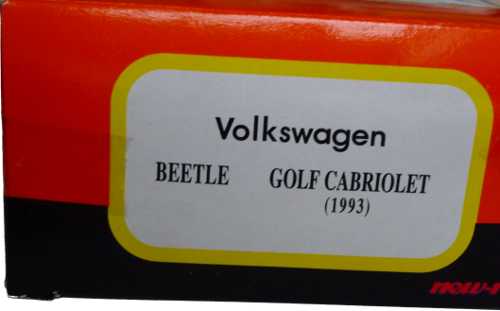 Volkswagen
BEETLE GOLF CABRIOLET
(1993)